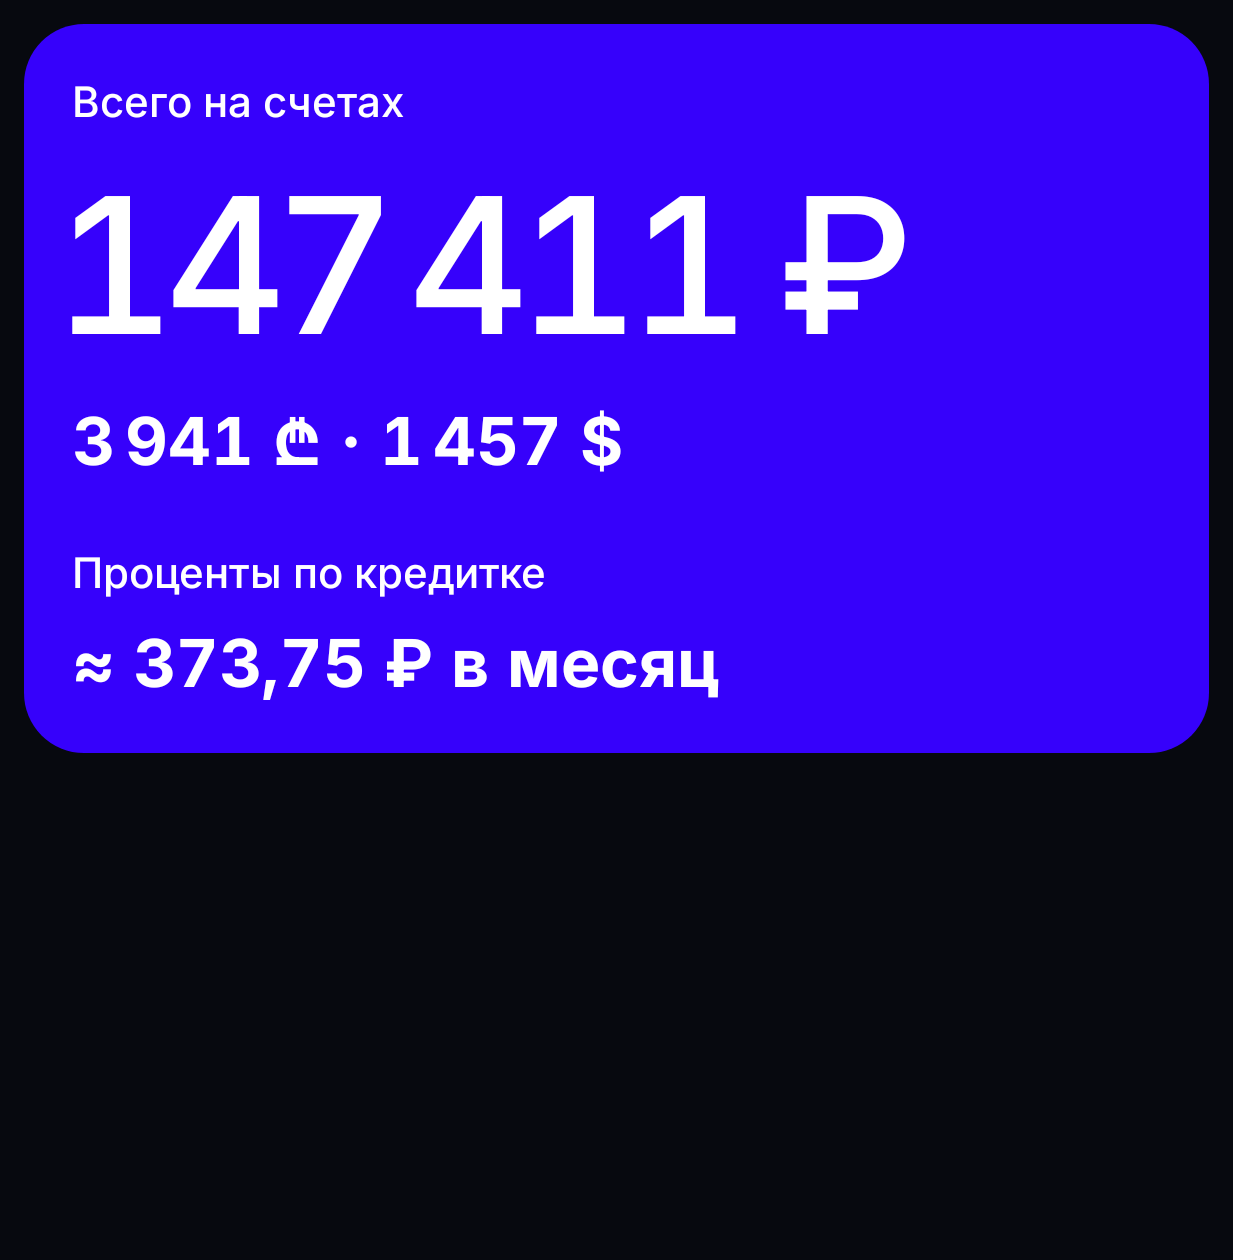 Всего на счетах
147 411 ₽
3 941 ₾ · 1 457 $
Проценты по кредитке
≈ 373,75 ₽ в месяц